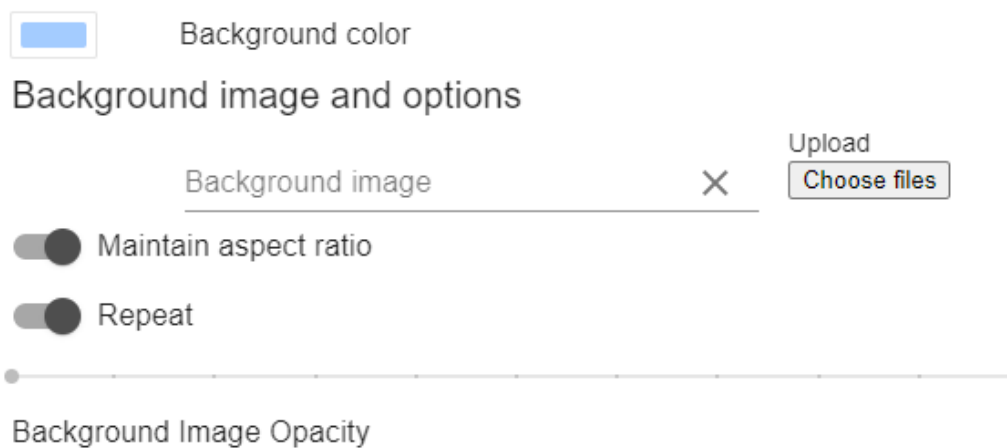 Background color
Background image and options
Upload
Background image
Choose files
Maintain aspect ratio
Repeat
Background Image Opacity